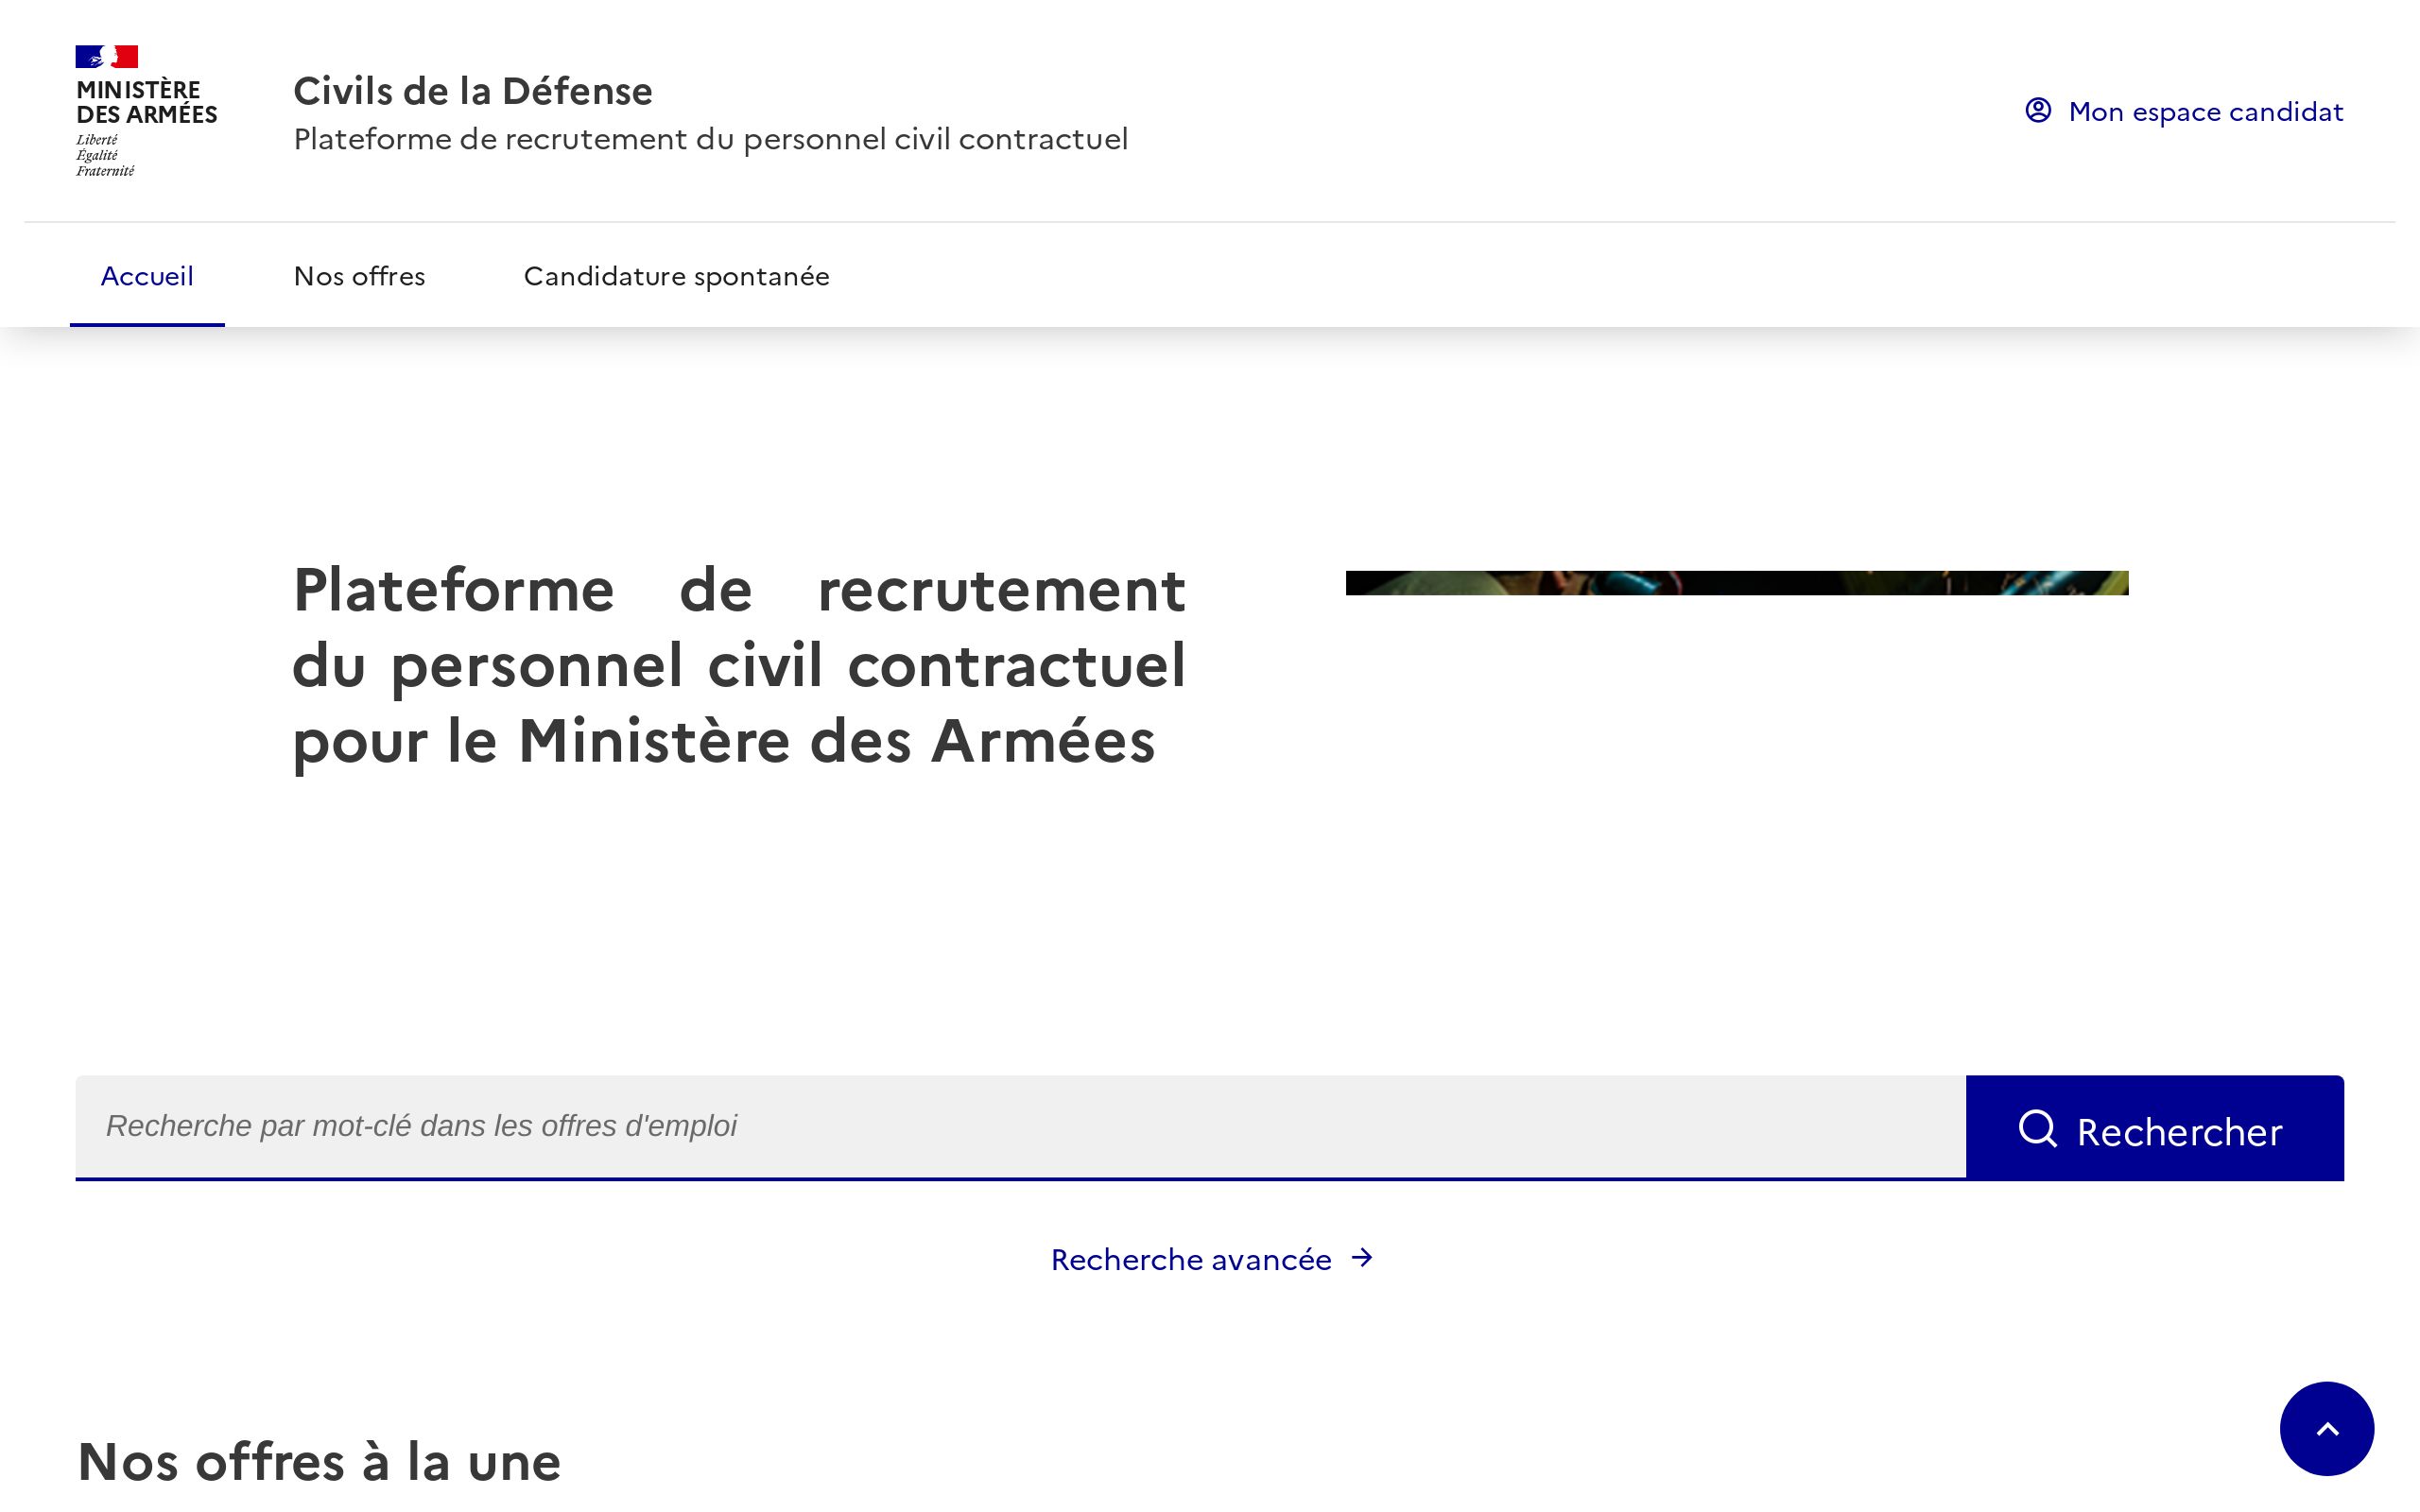 MINISTÈRE
DES ARMÉES
Liberté
Égalité
Fraternité
Civils de la Défense
Plateforme de recrutement du personnel civil contractuel
Mon espace candidat
Accueil
Nos offres
Candidature spontanée
Plateforme de recrutement
du personnel civil contractuel
pour le Ministère des Armées
Recherche par mot-clé dans les offres d'emploi
Rechercher
Recherche avancée
Nos offres à la une